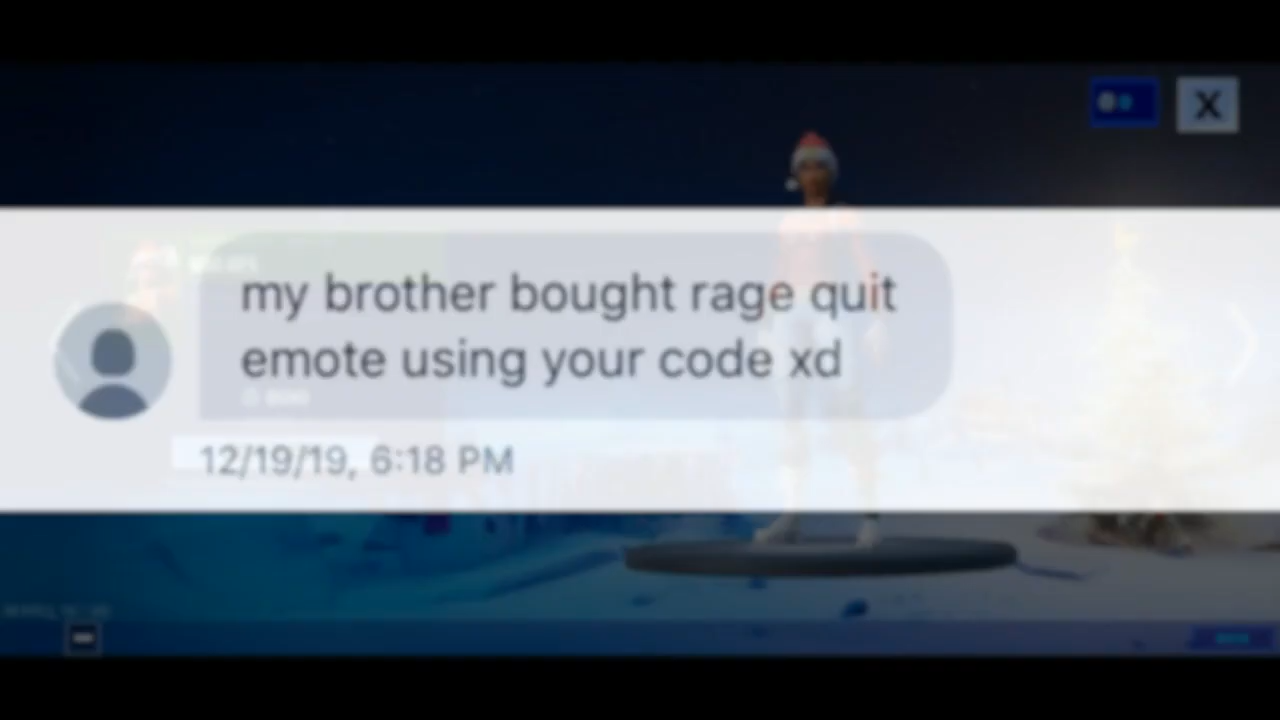 X
my brother bought rage quit
emote using your code xd
12/19/19, 6:18 PM